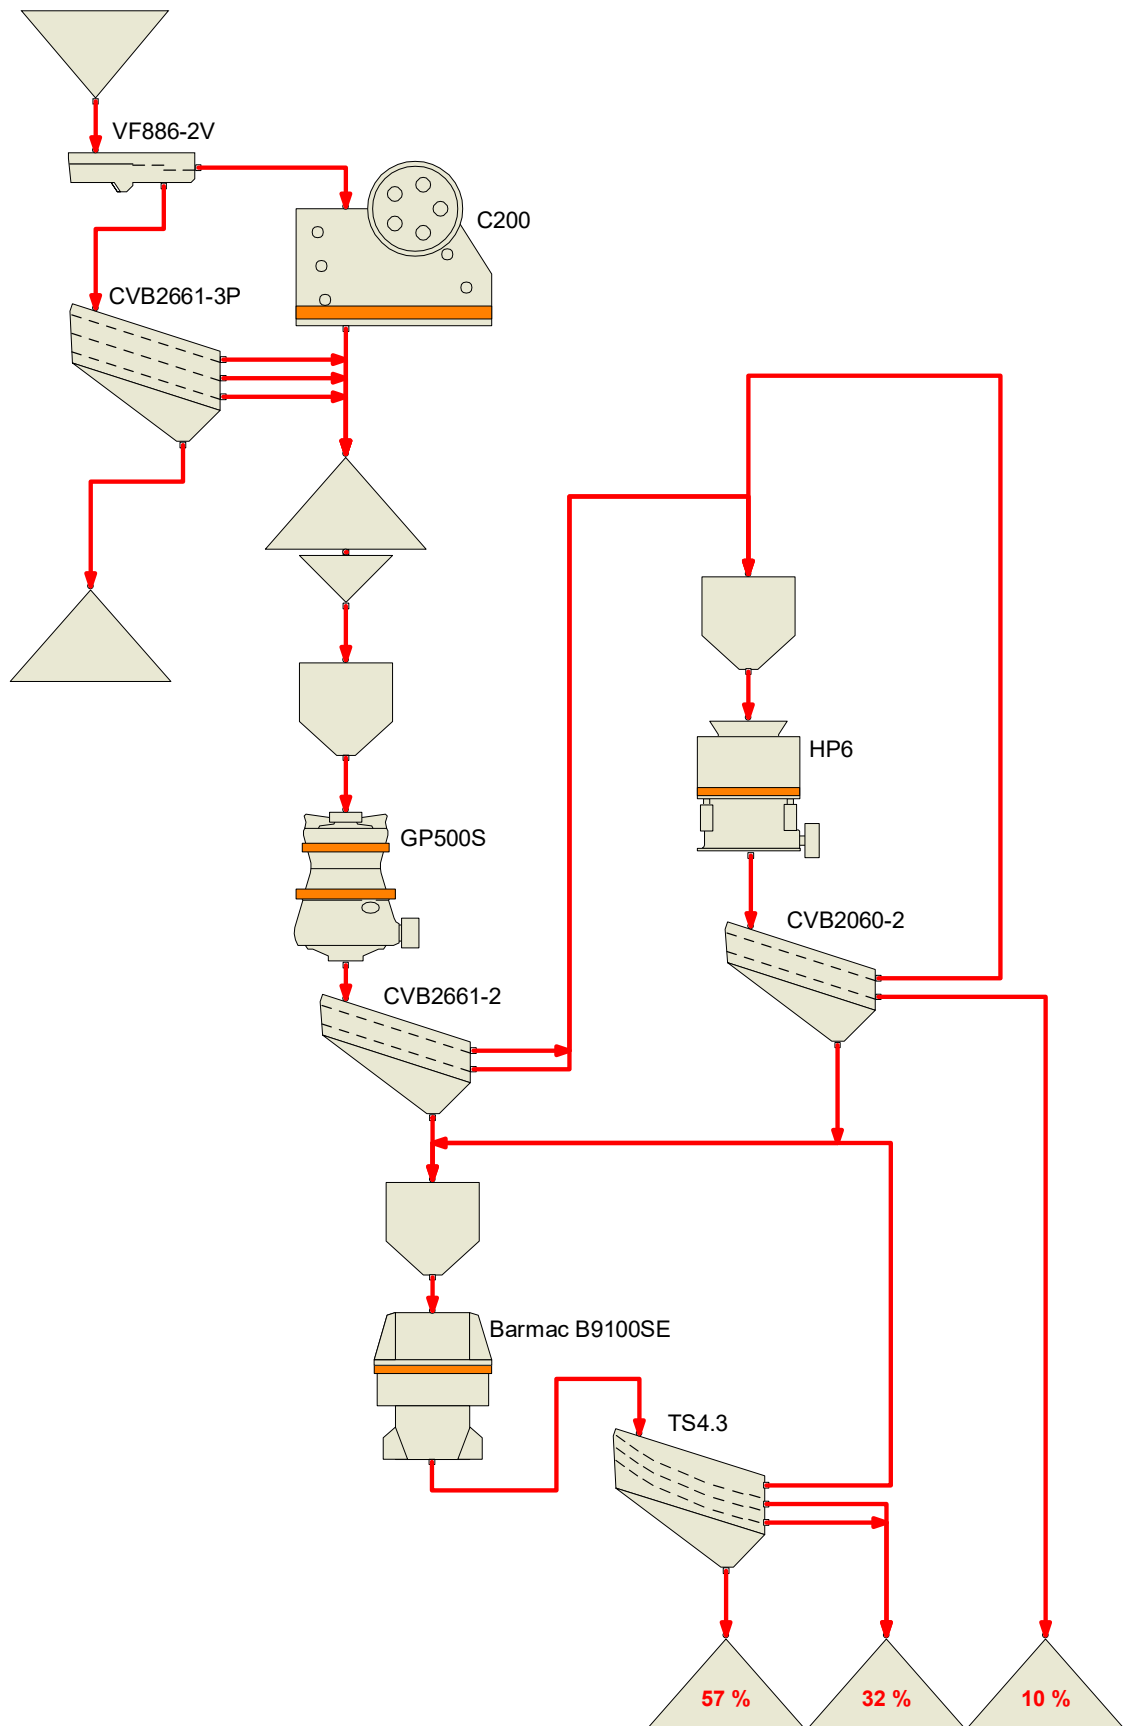 VF886-2V
C200
CVB2661-3P
HP6
GP500S
CVB2060-2
CVB2661-2
Barmac B9100SE
TS4.3
57 %
32 %
10 %